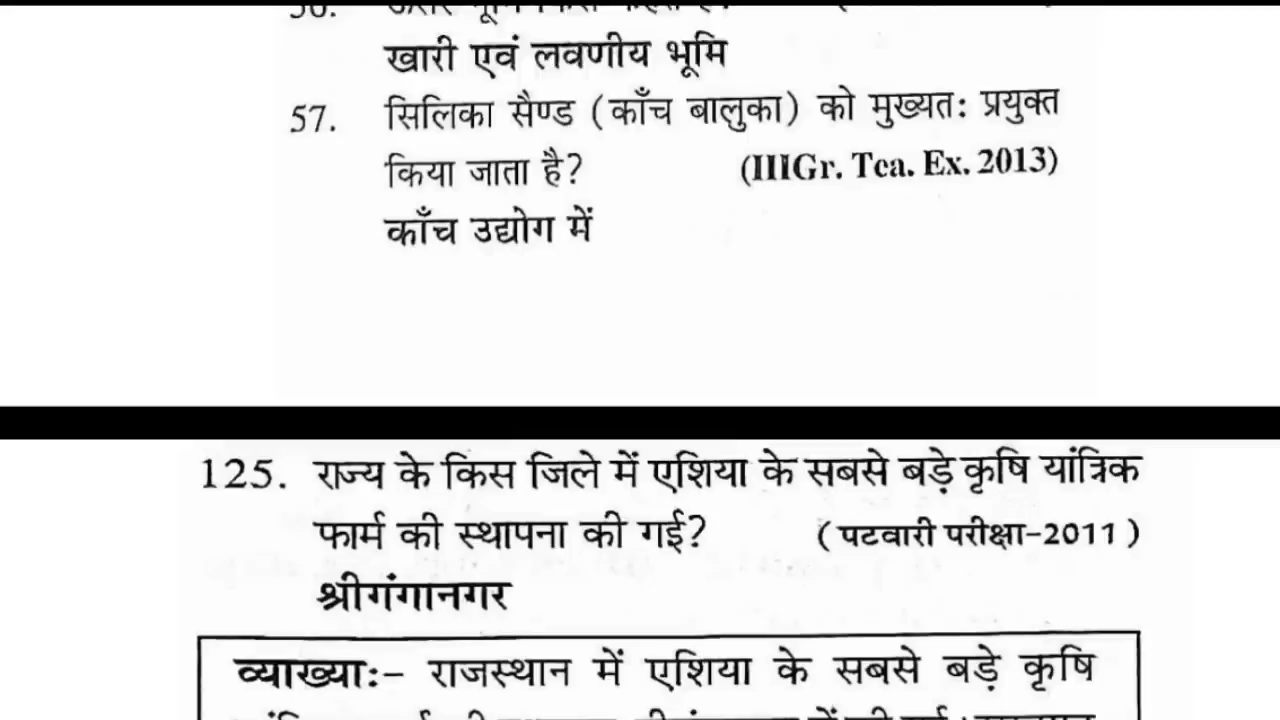 56.
खारी एवं लवणीय भूमि
57. सिलिका सैण्ड (काँच बालुका) को मुख्यतः प्रयुक्त
किया जाता है? (IIIGr. Tea. Ex. 2013)
काँच उद्योग में
125. राज्य के किस जिले में एशिया के सबसे बड़े कृषि यांत्रिक
फार्म की स्थापना की गई? (पटवारी परीक्षा-2011)
श्रीगंगानगर
व्याख्याः- राजस्थान में एशिया के सबसे बड़े कृषि